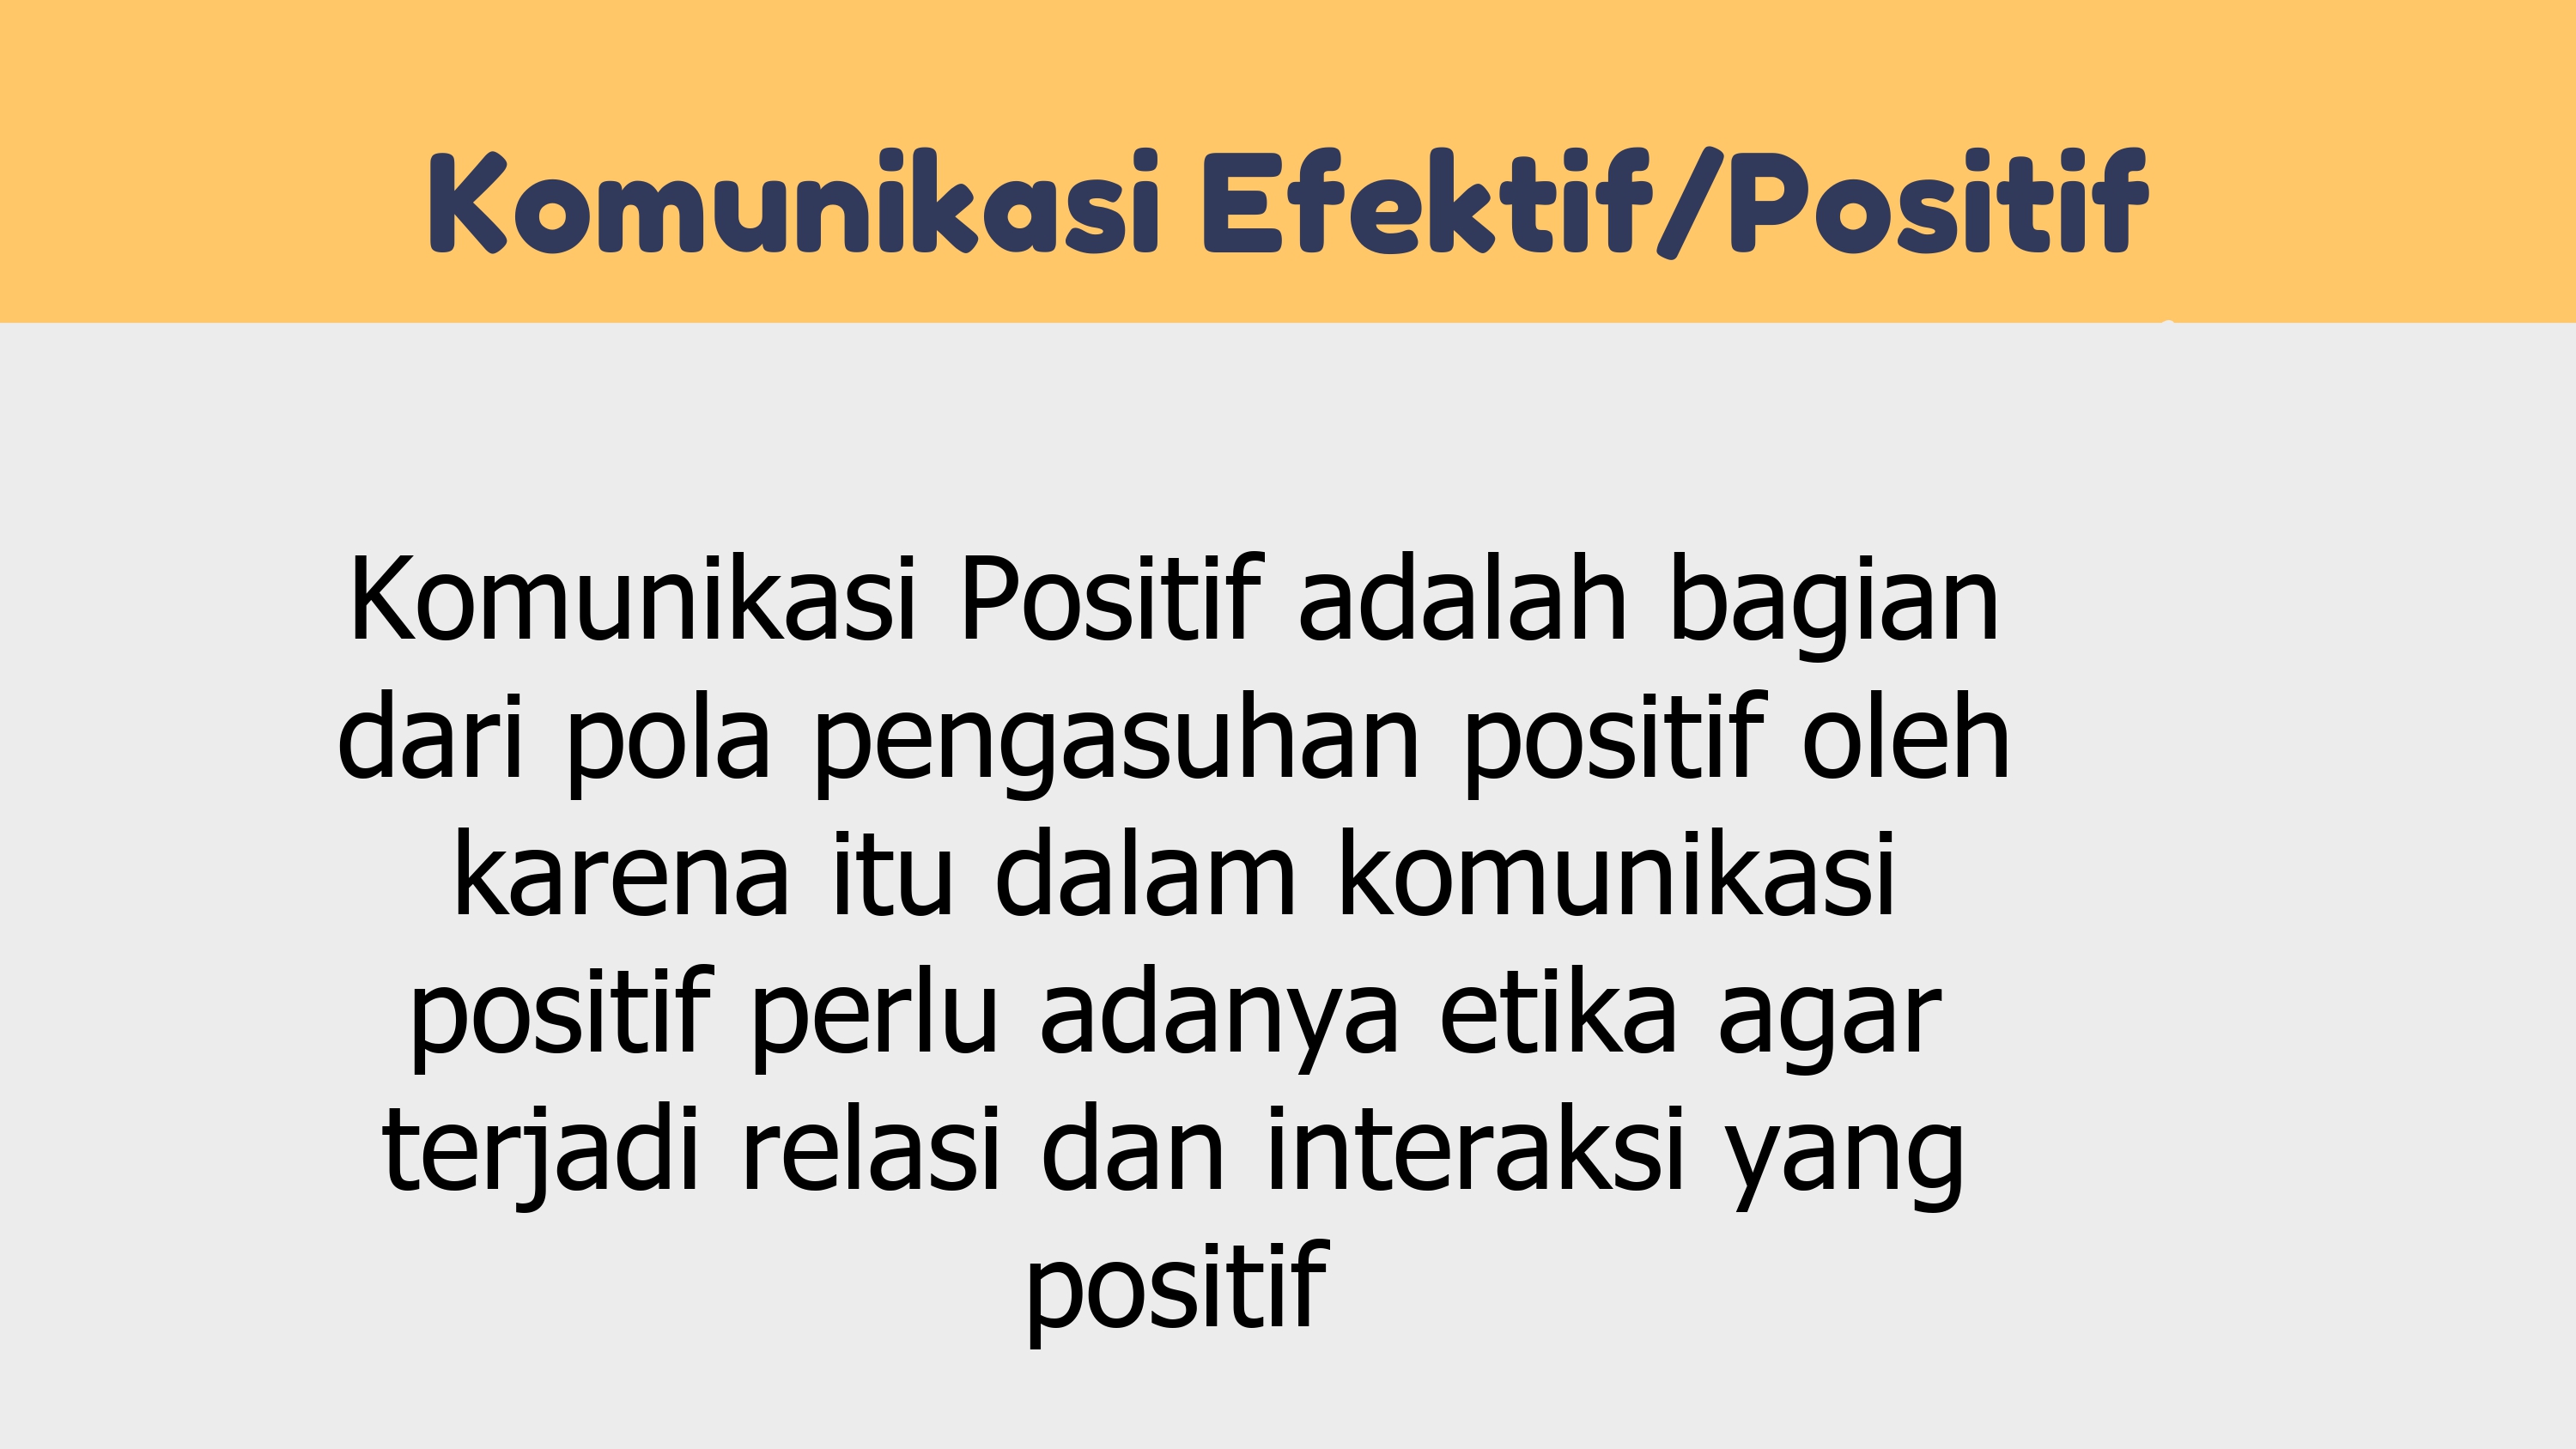 Komunikasi Efektif/Positif
Komunikasi Positif adalah bagian
dari pola pengasuhan positif oleh
karena itu dalam komunikasi
positif perlu adanya etika agar
terjadi relasi dan interaksi yang
positif